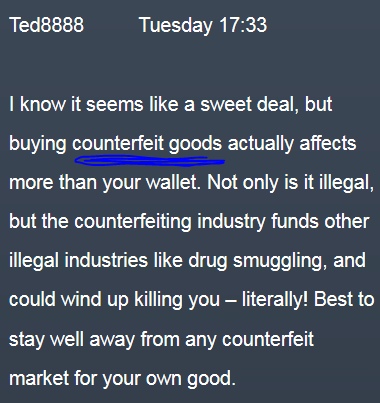 Ted8888 Tuesday 17:33
I know it seems like a sweet deal, but
buying counterfeit goods actually affects
more than your wallet. Not only is it illegal,
but the counterfeiting industry funds other
illegal industries like drug smuggling, and
could wind up killing you – literally! Best to
stay well away from any counterfeit
market for your own good.